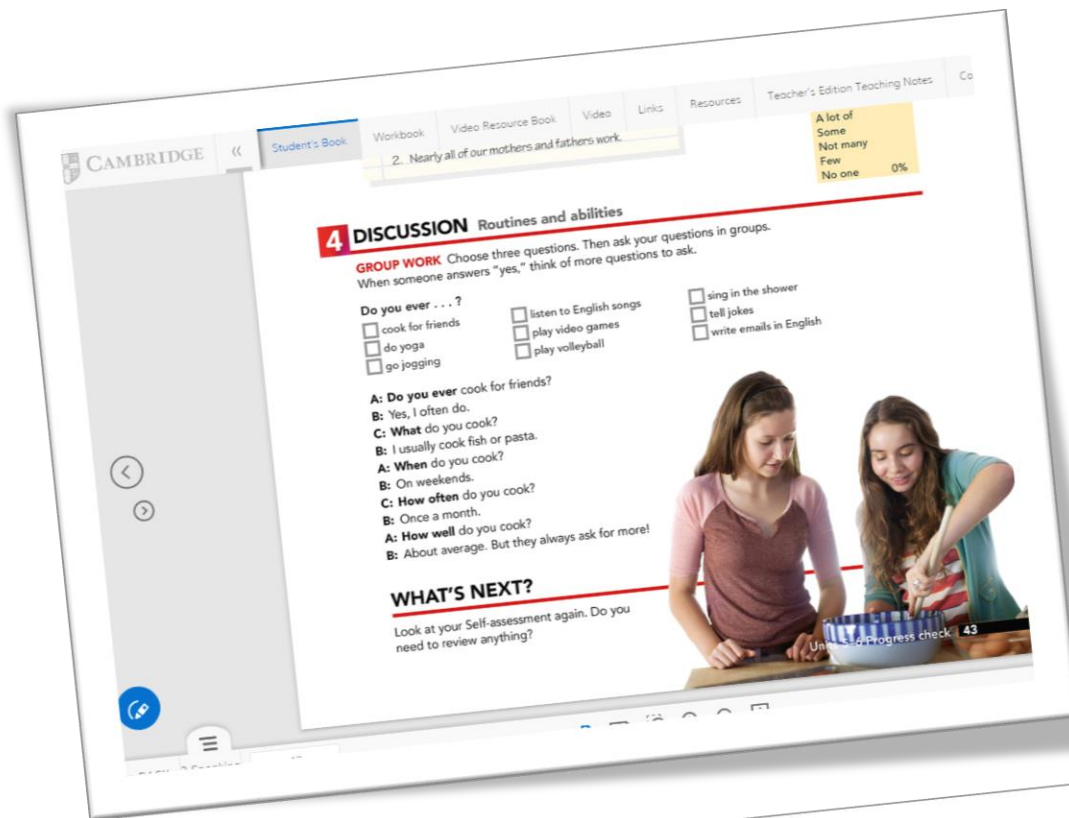 CAMBRIDGE
Student's Book
Workbook
Video Resource Book
Video
Links
Resources
Teacher's Edition Teaching Notes
2. Nearly all of our mothers and fathers work.
A lot of
Some
Not many
Few
No one 0%
4 DISCUSSION Routines and abilities
GROUP WORK Choose three questions. Then ask your questions in groups.
When someone answers "yes," think of more questions to ask.
Do you ever . . . ?
cook for friends
do yoga
go jogging
listen to English songs
play video games
play volleyball
sing in the shower
tell jokes
write emails in English
A: Do you ever cook for friends?
B: Yes, I often do.
C: What do you cook?
B: I usually cook fish or pasta.
A: When do you cook?
B: On weekends.
C: How often do you cook?
B: Once a month.
A: How well do you cook?
B: About average. But they always ask for more!
WHAT'S NEXT?
Look at your Self-assessment again. Do you
need to review anything?
Units 5–6 Progress check 43